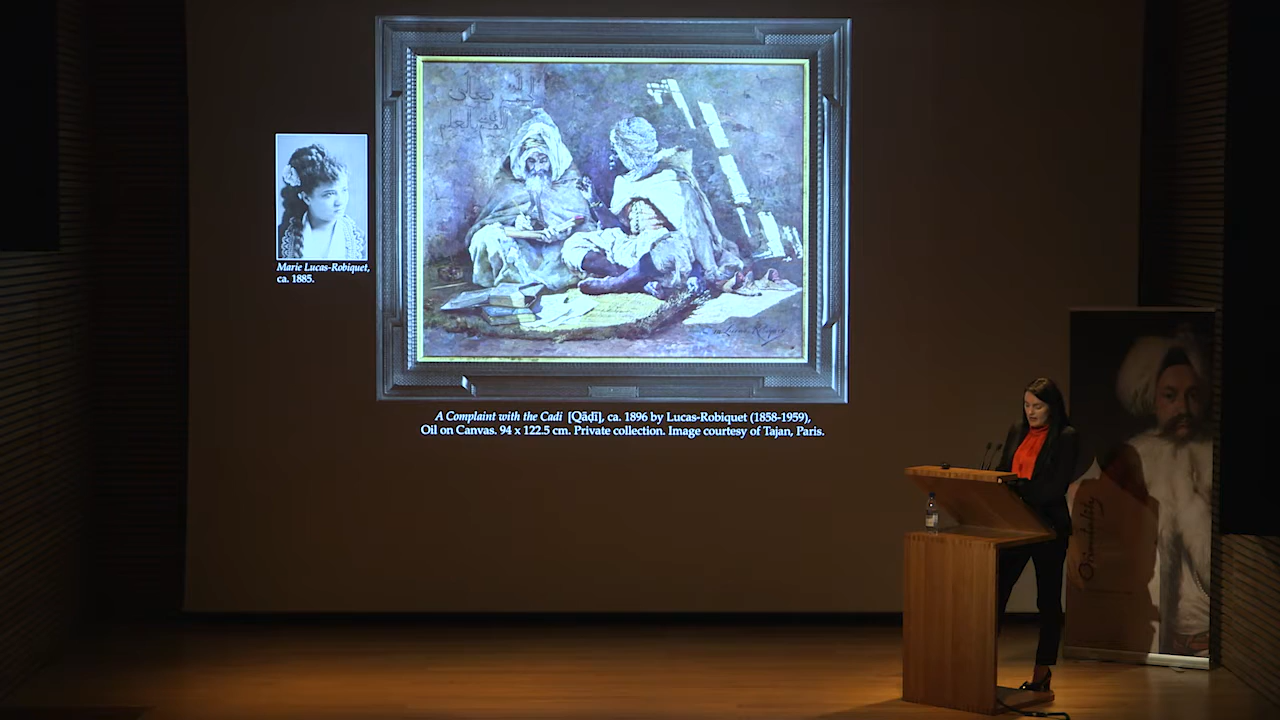 Marie Lucas-Robiquet,
ca. 1885.
A Complaint with the Cadi [Qāḍī], ca. 1896 by Lucas-Robiquet (1858-1959),
Oil on Canvas. 94 x 122.5 cm. Private collection. Image courtesy of Tajan, Paris.
Orientality